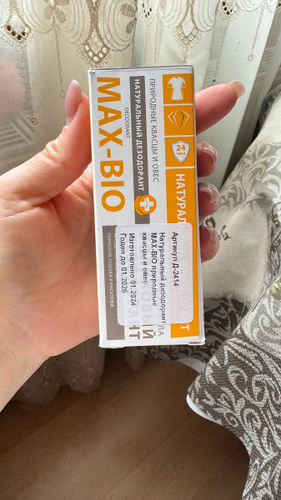 MAX-BIO
DEODORANT
НАТУРАЛЬНЫЙ ДЕЗОДОРАНТ
ПРИРОДНЫЕ КВАСЦЫ И ОВЕС
24
НАТУРАЛ
Артикул Д-2414
Натуральный дезодорант
MAX-BIO природные
квасцы и овес
Изготовлено 01.2024
Годен до 01.2026